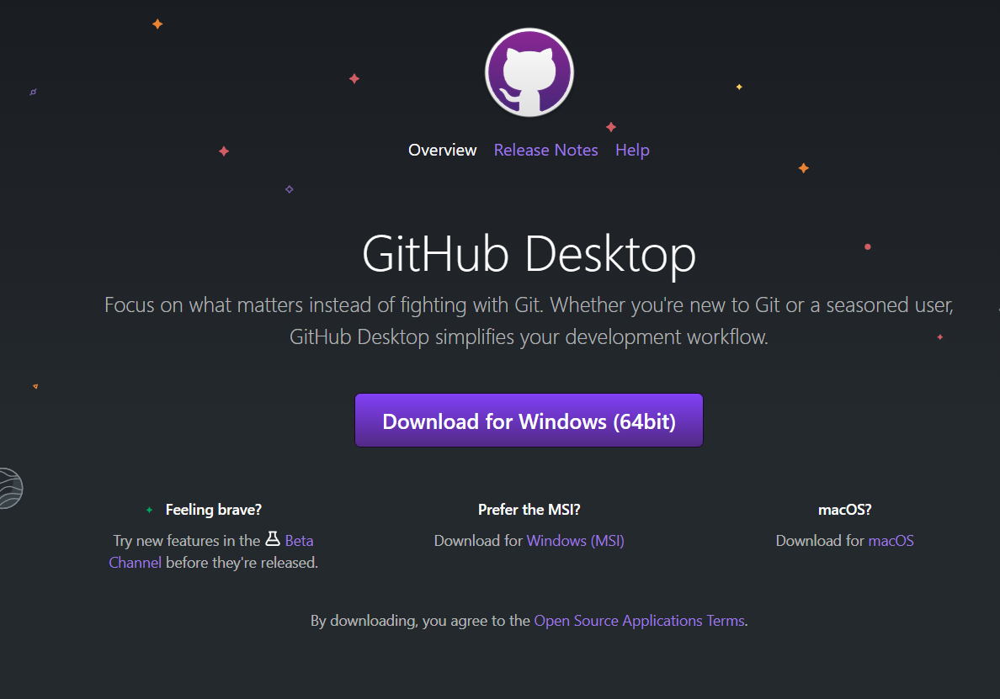 Overview Release Notes Help
GitHub Desktop
Focus on what matters instead of fighting with Git. Whether you're new to Git or a seasoned user,
GitHub Desktop simplifies your development workflow.
Download for Windows (64bit)
Feeling brave?
Try new features in the Beta
Channel before they're released.
Prefer the MSI?
Download for Windows (MSI)
macOS?
Download for macOS
By downloading, you agree to the Open Source Applications Terms.